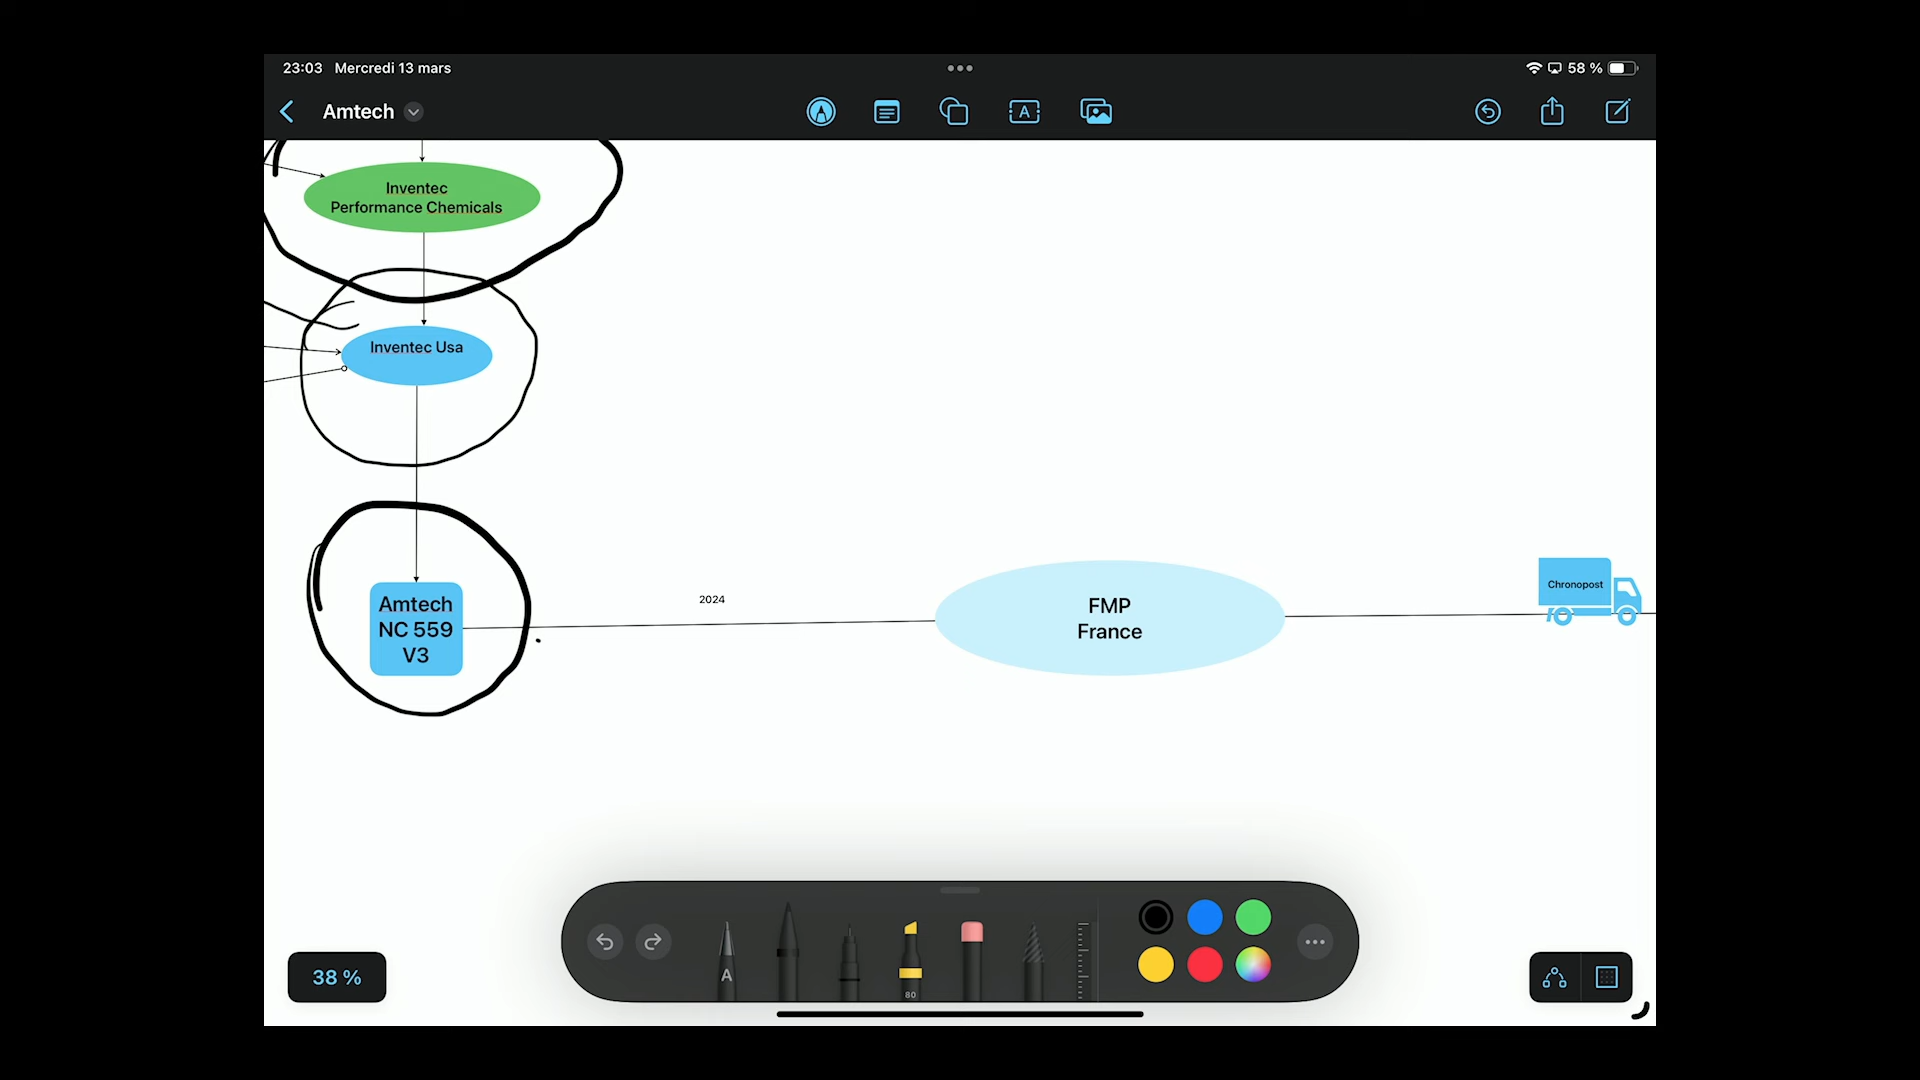 23:03 Mercredi 13 mars
58 %
Amtech
A
Inventec
Performance Chemicals
Inventec Usa
Amtech
NC 559
V3
2024
FMP
France
Chronopost
A
80
38 %